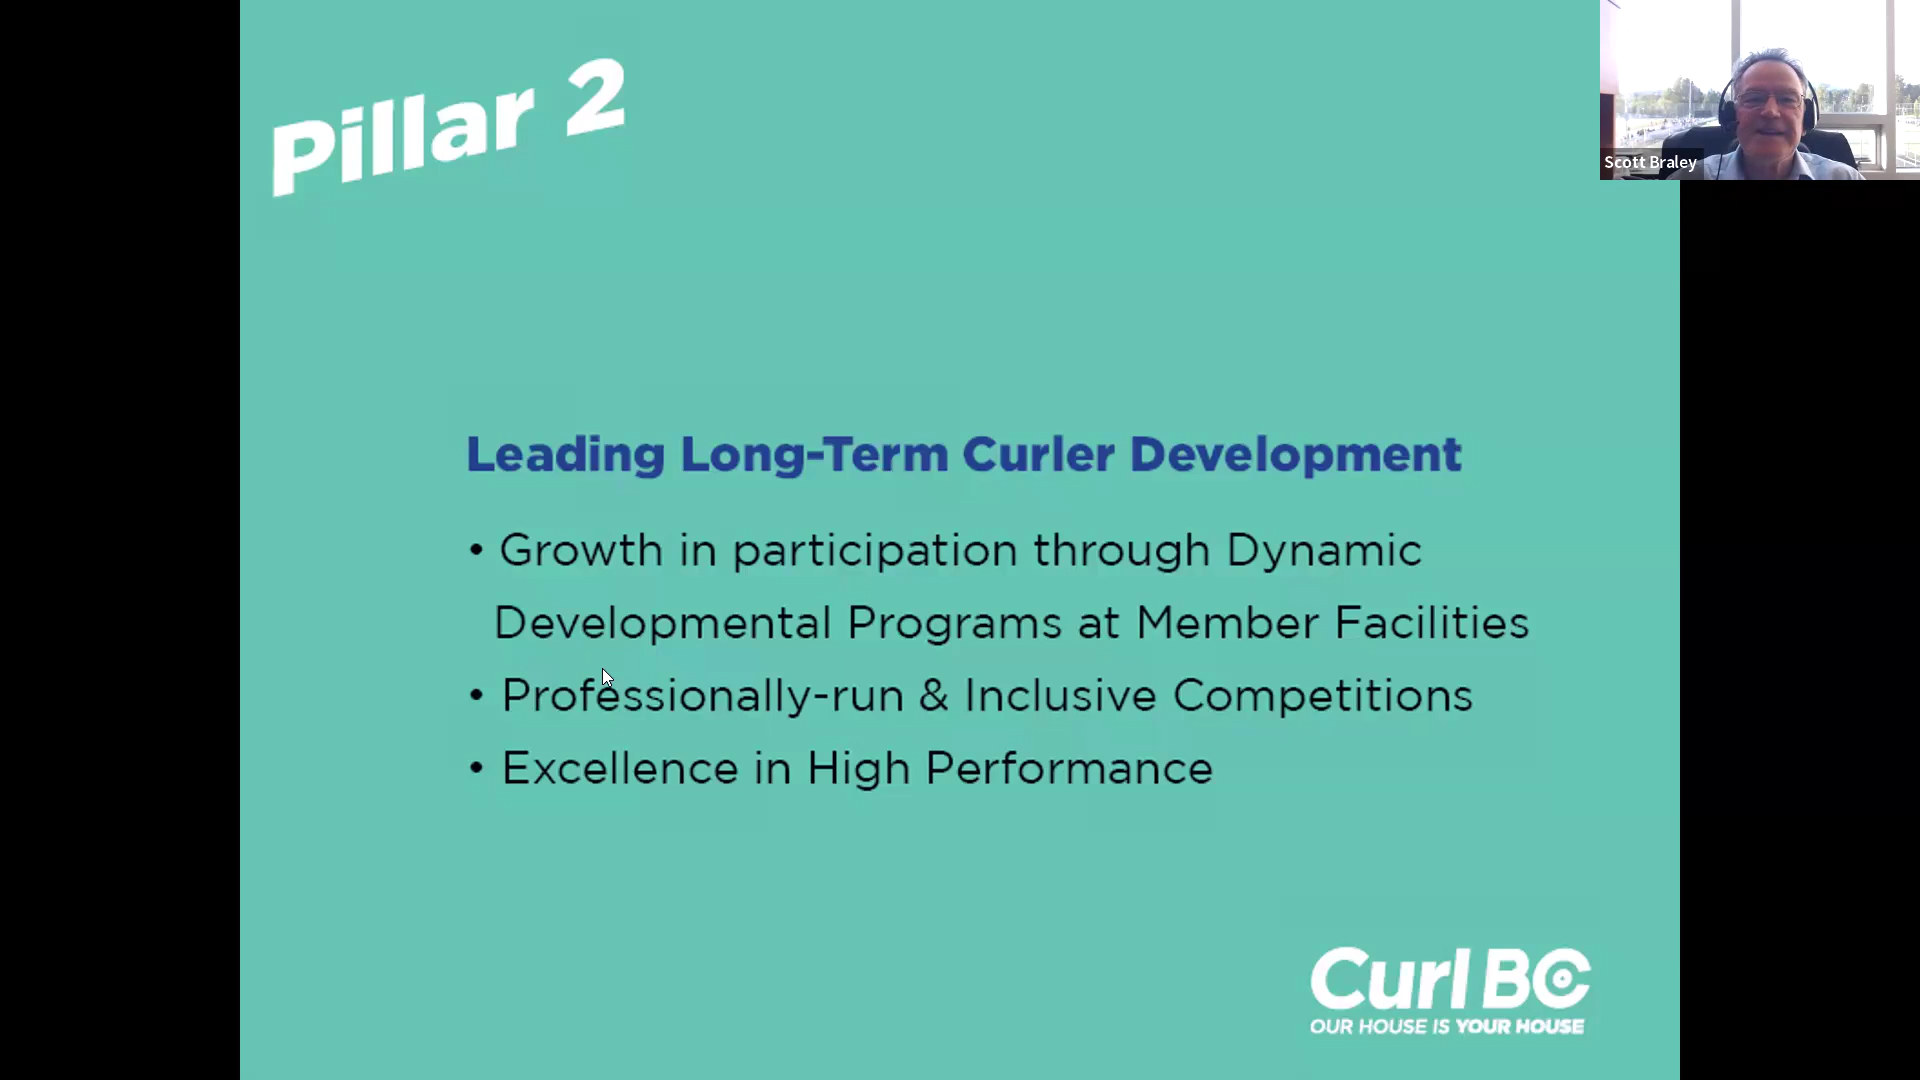 Pillar 2
Scott Braley
Leading Long-Term Curler Development
• Growth in participation through Dynamic
Developmental Programs at Member Facilities
• Professionally-run & Inclusive Competitions
• Excellence in High Performance
Curl BC
OUR HOUSE IS YOUR HOUSE